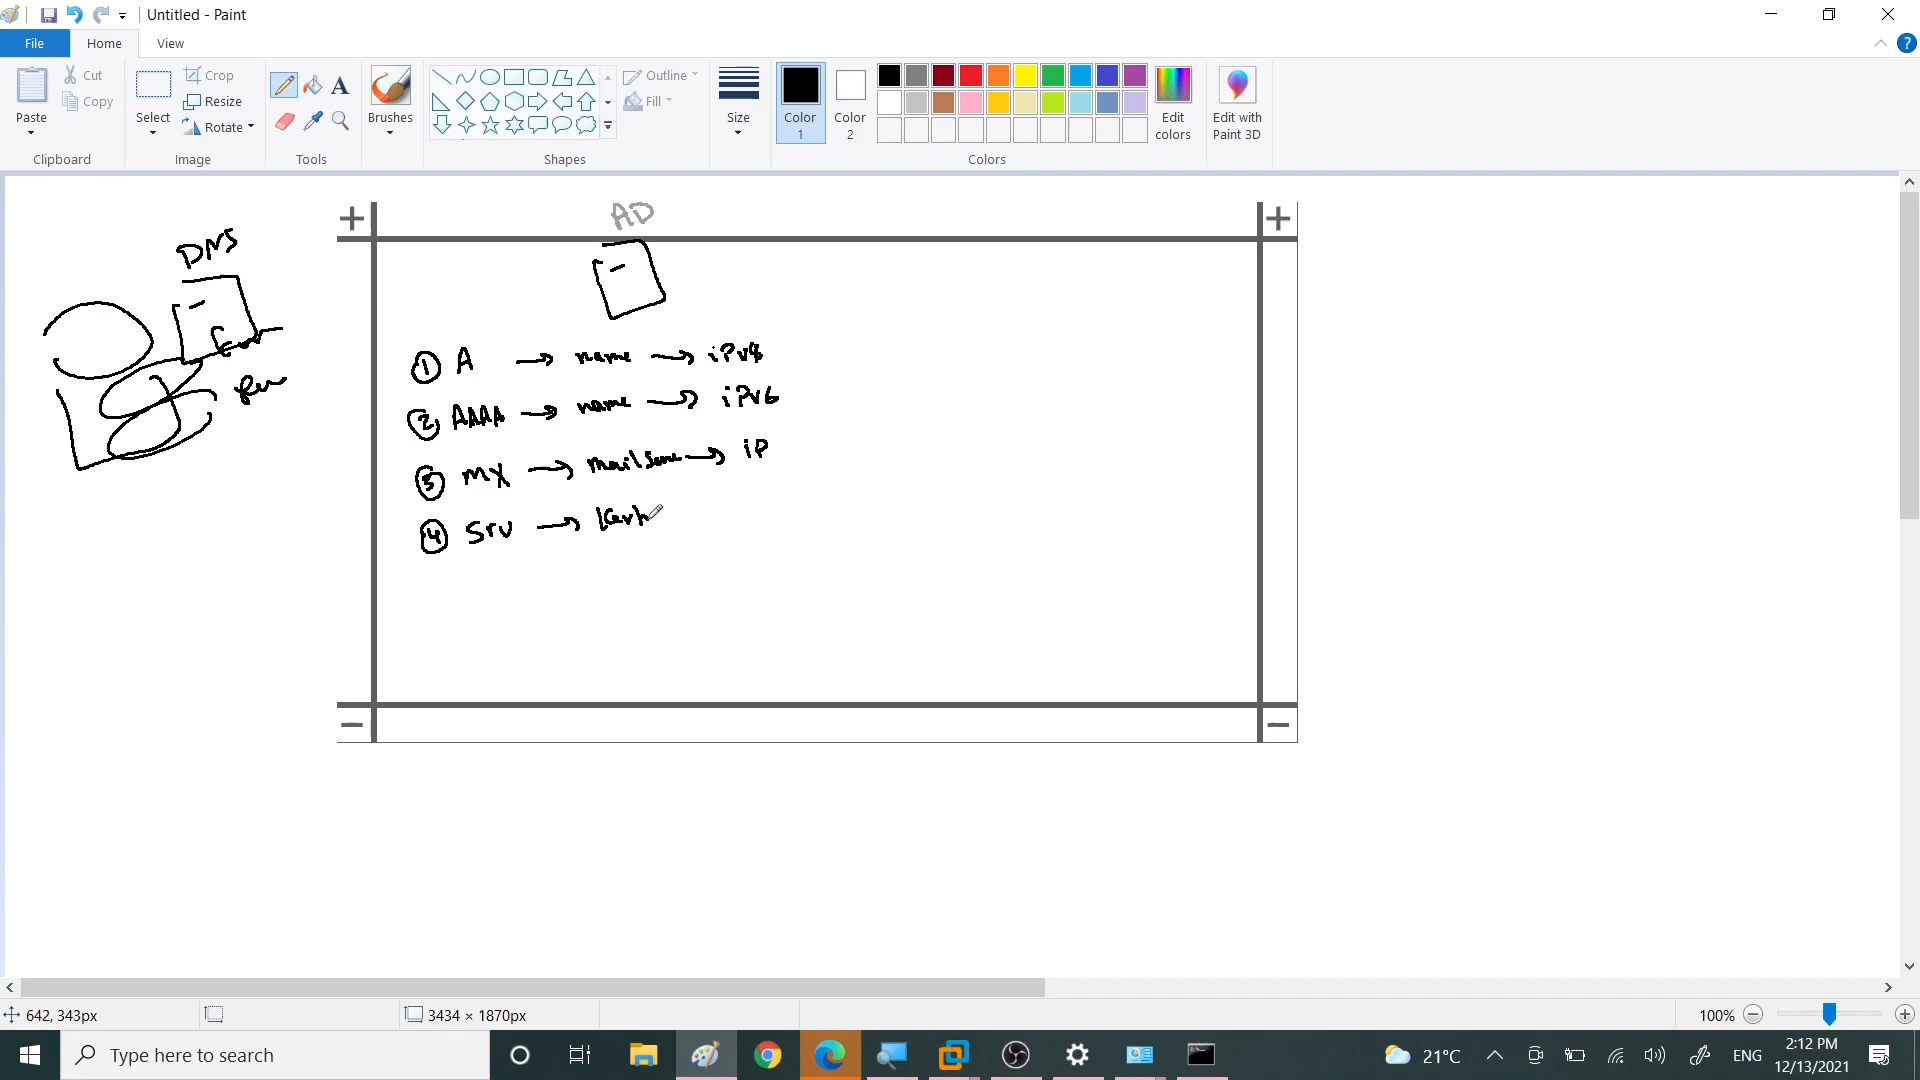 Untitled - Paint
File Home View
Paste
Cut
Copy
Clipboard
Select
Crop
Resize
Rotate
Image
Tools
Brushes
Shapes
Outline
Fill
Size
Color 1
Color 2
Edit colors
Edit with Paint 3D
Colors
AD
DNS
1 A → name → iPv4
2 AAAA → name → iPv6
3 MX → → iP
4 Srv →
642, 343px
3434 × 1870px
100%
Type here to search
21°C
ENG
2:12 PM
12/13/2021